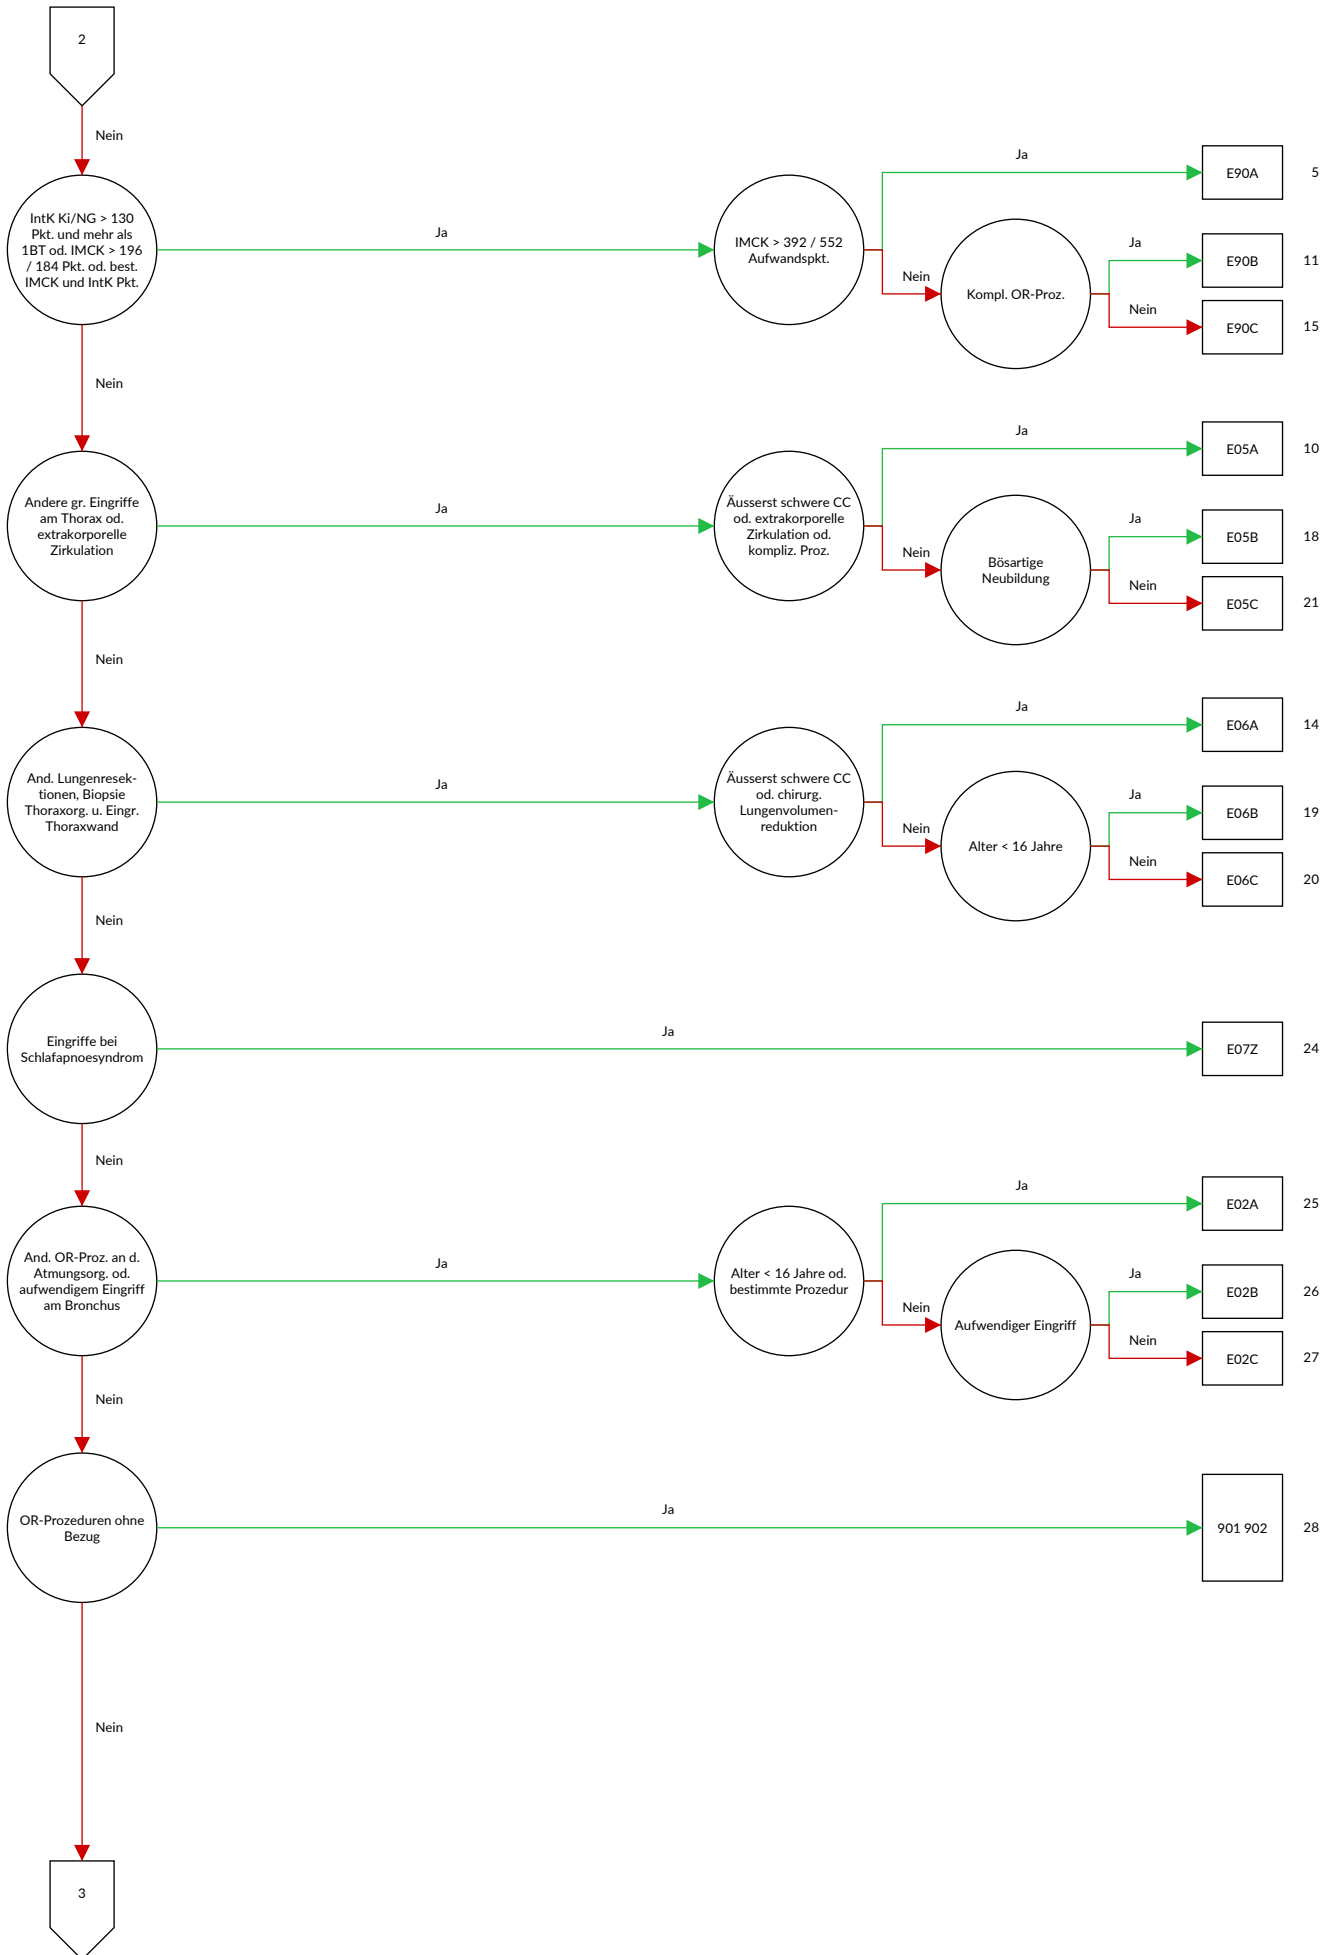 2
Nein
IntK Ki/NG > 130
Pkt. und mehr als
1BT od. IMCK > 196
/ 184 Pkt. od. best.
IMCK und IntK Pkt.
Ja
IMCK > 392 / 552
Aufwandspkt.
Ja
E90A
5
Nein
Kompl. OR-Proz.
Ja
E90B
11
Nein
E90C
15
Nein
Andere gr. Eingriffe
am Thorax od.
extrakorporelle
Zirkulation
Ja
Äusserst schwere CC
od. extrakorporelle
Zirkulation od.
kompliz. Proz.
Ja
E05A
10
Nein
Bösartige
Neubildung
Ja
E05B
18
Nein
E05C
21
Nein
And. Lungenresek-
tionen, Biopsie
Thoraxorg. u. Eingr.
Thoraxwand
Ja
Äusserst schwere CC
od. chirurg.
Lungenvolumen-
reduktion
Ja
E06A
14
Nein
Alter < 16 Jahre
Ja
E06B
19
Nein
E06C
20
Nein
Eingriffe bei
Schlafapnoesyndrom
Ja
E07Z
24
Nein
And. OR-Proz. an d.
Atmungsorg. od.
aufwendigem Eingriff
am Bronchus
Ja
Alter < 16 Jahre od.
bestimmte Prozedur
Ja
E02A
25
Nein
Aufwendiger Eingriff
Ja
E02B
26
Nein
E02C
27
Nein
OR-Prozeduren ohne
Bezug
Ja
901 902
28
Nein
3